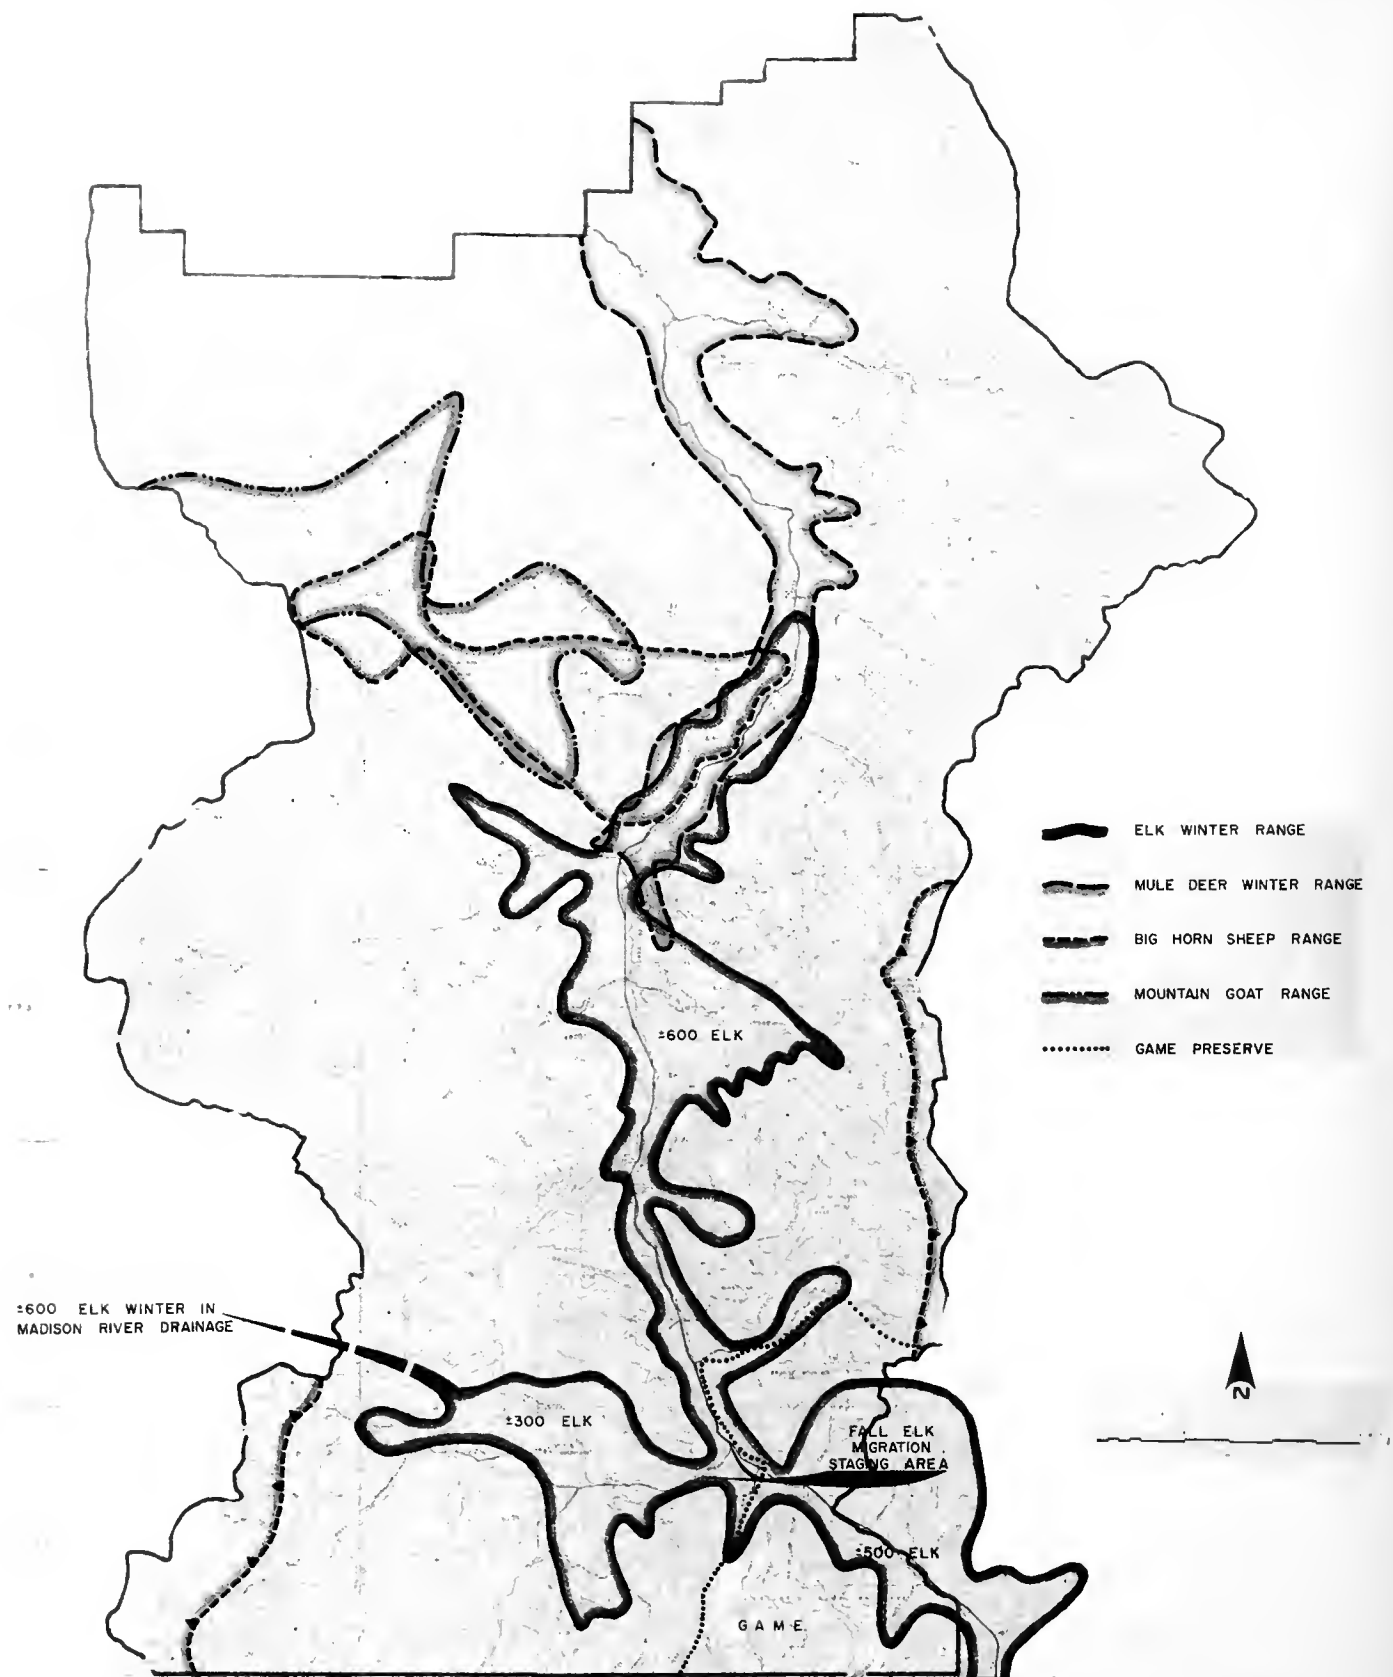 ELK WINTER RANGE
MULE DEER WINTER RANGE
BIG HORN SHEEP RANGE
MOUNTAIN GOAT RANGE
GAME PRESERVE
±600 ELK
±600 ELK WINTER IN
MADISON RIVER DRAINAGE
N
±300 ELK
FALL ELK
MIGRATION
STAGING AREA
±500 ELK
GAME